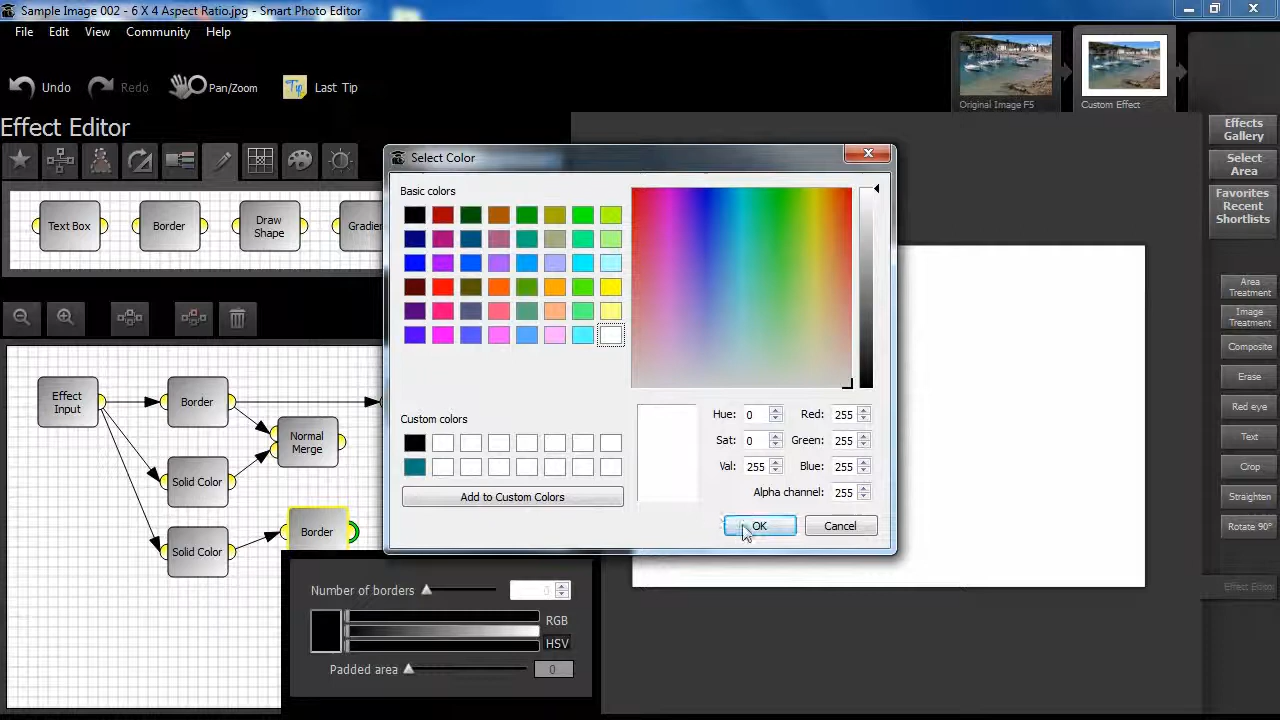 Sample Image 002 - 6 X 4 Aspect Ratio.jpg - Smart Photo Editor
File Edit View Community Help
Undo Redo Pan/Zoom Tip Last Tip
Original Image F5 Custom Effect
Effect Editor
Effects Gallery
Select Area
Favorites
Recent
Shortlists
Text Box Border Draw Shape Gradien
Select Color
Basic colors
Custom colors
Add to Custom Colors
Hue: 0 Red: 255
Sat: 0 Green: 255
Val: 255 Blue: 255
Alpha channel: 255
OK Cancel
Effect Input
Border
Normal Merge
Solid Color
Border
Solid Color
Number of borders
RGB
HSV
Padded area 0
Area Treatment
Image Treatment
Composite
Erase
Red eye
Text
Crop
Straighten
Rotate 90°